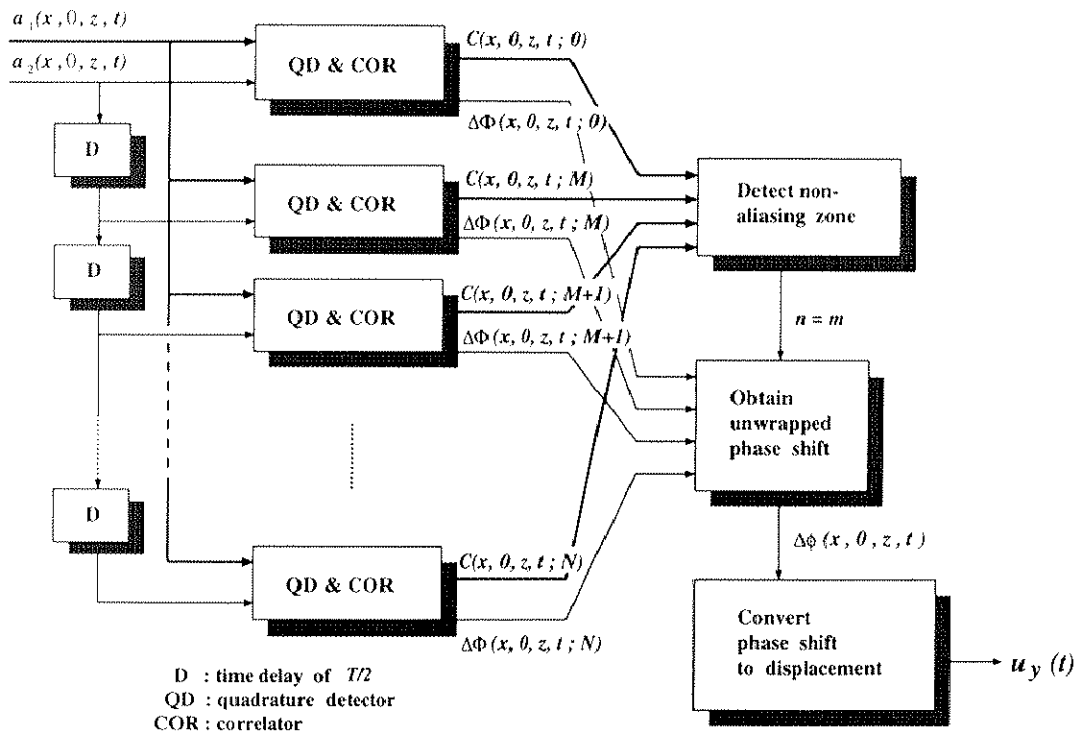 a₁(x, 0, z, t)
a₂(x, 0, z, t)
D
D
D
QD & COR
QD & COR
QD & COR
QD & COR
C(x, 0, z, t ; 0)
ΔΦ(x, 0, z, t ; 0)
C(x, 0, z, t ; M)
ΔΦ(x, 0, z, t ; M)
C(x, 0, z, t ; M+1)
ΔΦ(x, 0, z, t ; M+1)
C(x, 0, z, t ; N)
ΔΦ(x, 0, z, t ; N)
Detect non-
aliasing zone
n = m
Obtain
unwrapped
phase shift
Δϕ (x , 0 , z , t )
Convert
phase shift
to displacement
u_y (t)
D : time delay of T/2
QD : quadrature detector
COR : correlator